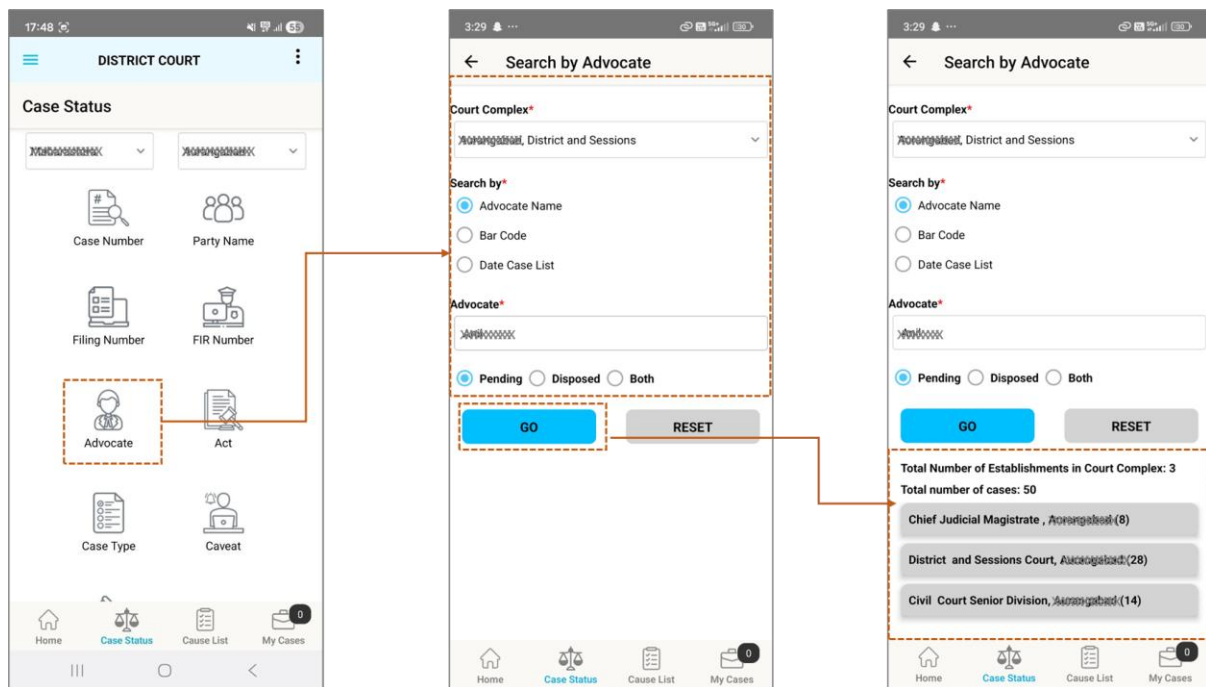 17:48
55
DISTRICT COURT
Case Status
Case Number
Party Name
Filing Number
FIR Number
Advocate
Act
Case Type
Caveat
0
Home
Case Status
Cause List
My Cases
3:29
Search by Advocate
Court Complex*
, District and Sessions
Search by*
Advocate Name
Bar Code
Date Case List
Advocate*
Pending Disposed Both
GO RESET
0
Home
Case Status
Cause List
My Cases
3:29
Search by Advocate
Court Complex*
, District and Sessions
Search by*
Advocate Name
Bar Code
Date Case List
Advocate*
Pending Disposed Both
GO RESET
Total Number of Establishments in Court Complex: 3
Total number of cases: 50
Chief Judicial Magistrate , (8)
District and Sessions Court, (28)
Civil Court Senior Division, (14)
0
Home
Case Status
Cause List
My Cases